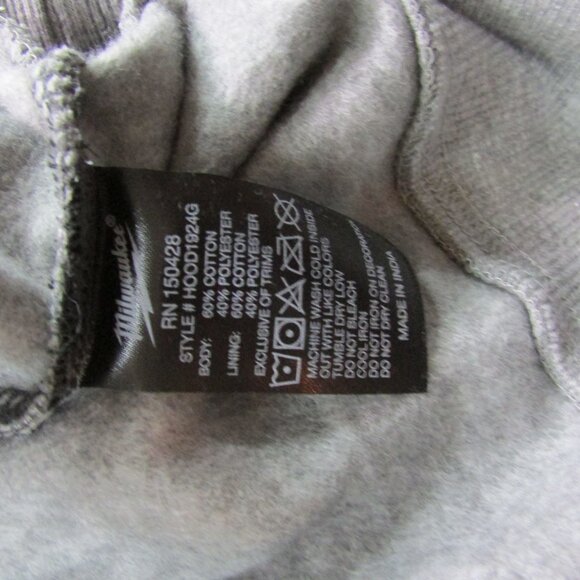 Milwaukee®
RN 150428
STYLE # HOOD1924G
BODY: 60% COTTON
40% POLYESTER
LINING: 60% COTTON
40% POLYESTER
EXCLUSIVE OF TRIMS
MACHINE WASH COLD INSIDE
OUT WITH LIKE COLORS
TUMBLE DRY LOW
DO NOT BLEACH
COOL IRON
DO NOT IRON ON DECORATION
DO NOT DRY CLEAN
MADE IN INDIA